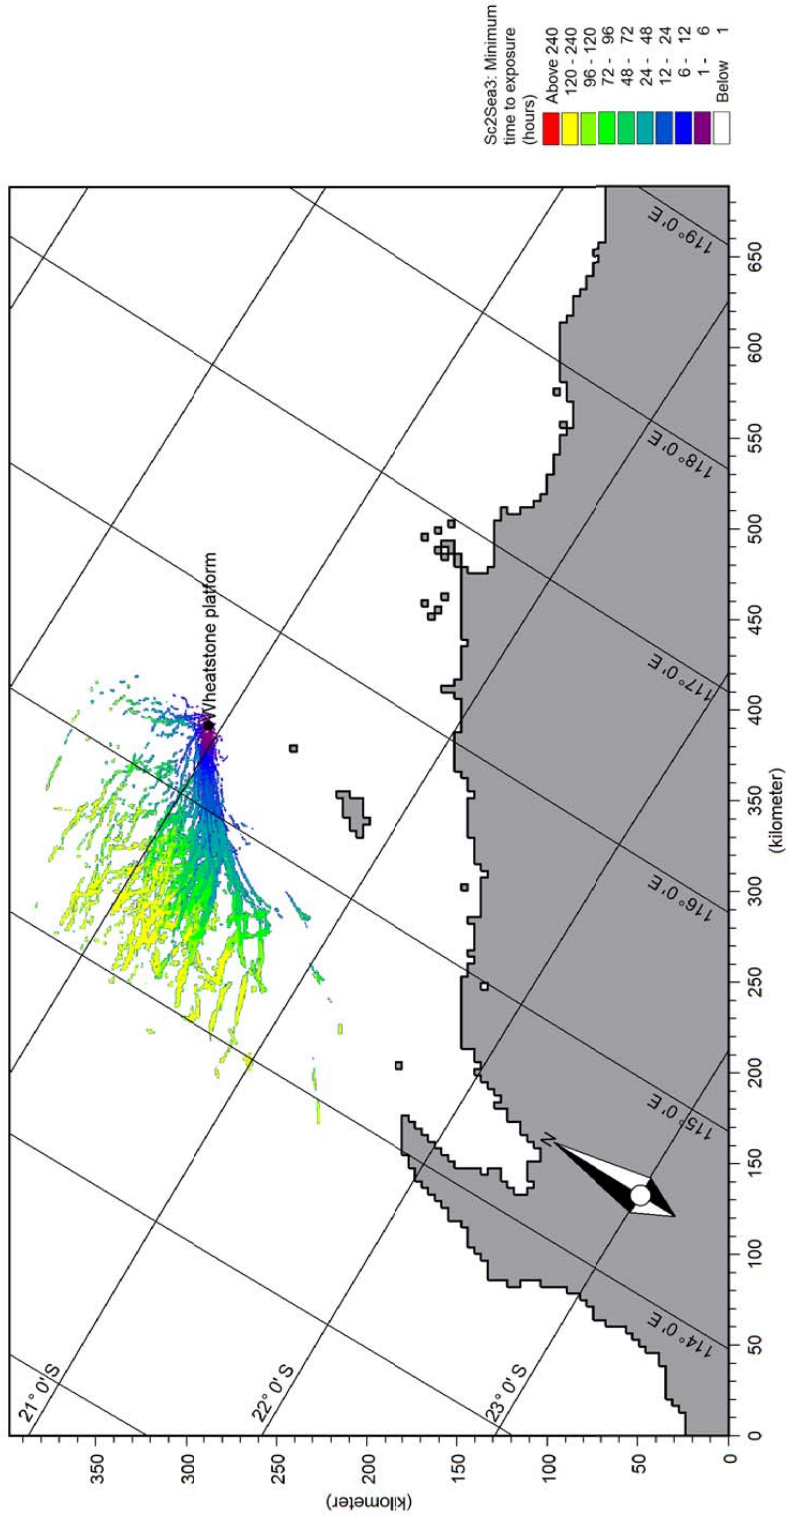 Sc2Sea3: Minimum
time to exposure
(hours)
Above 240
120 - 240
96 - 120
72 - 96
48 - 72
24 - 48
12 - 24
6 - 12
1 - 6
Below 1
Wheatstone platform
21° 0' S
22° 0' S
23° 0' S
114° 0' E
115° 0' E
116° 0' E
117° 0' E
118° 0' E
119° 0' E
N
350
300
250
200
150
100
50
0
(kilometer)
0
50
100
150
200
250
300
350
400
450
500
550
600
650
(kilometer)